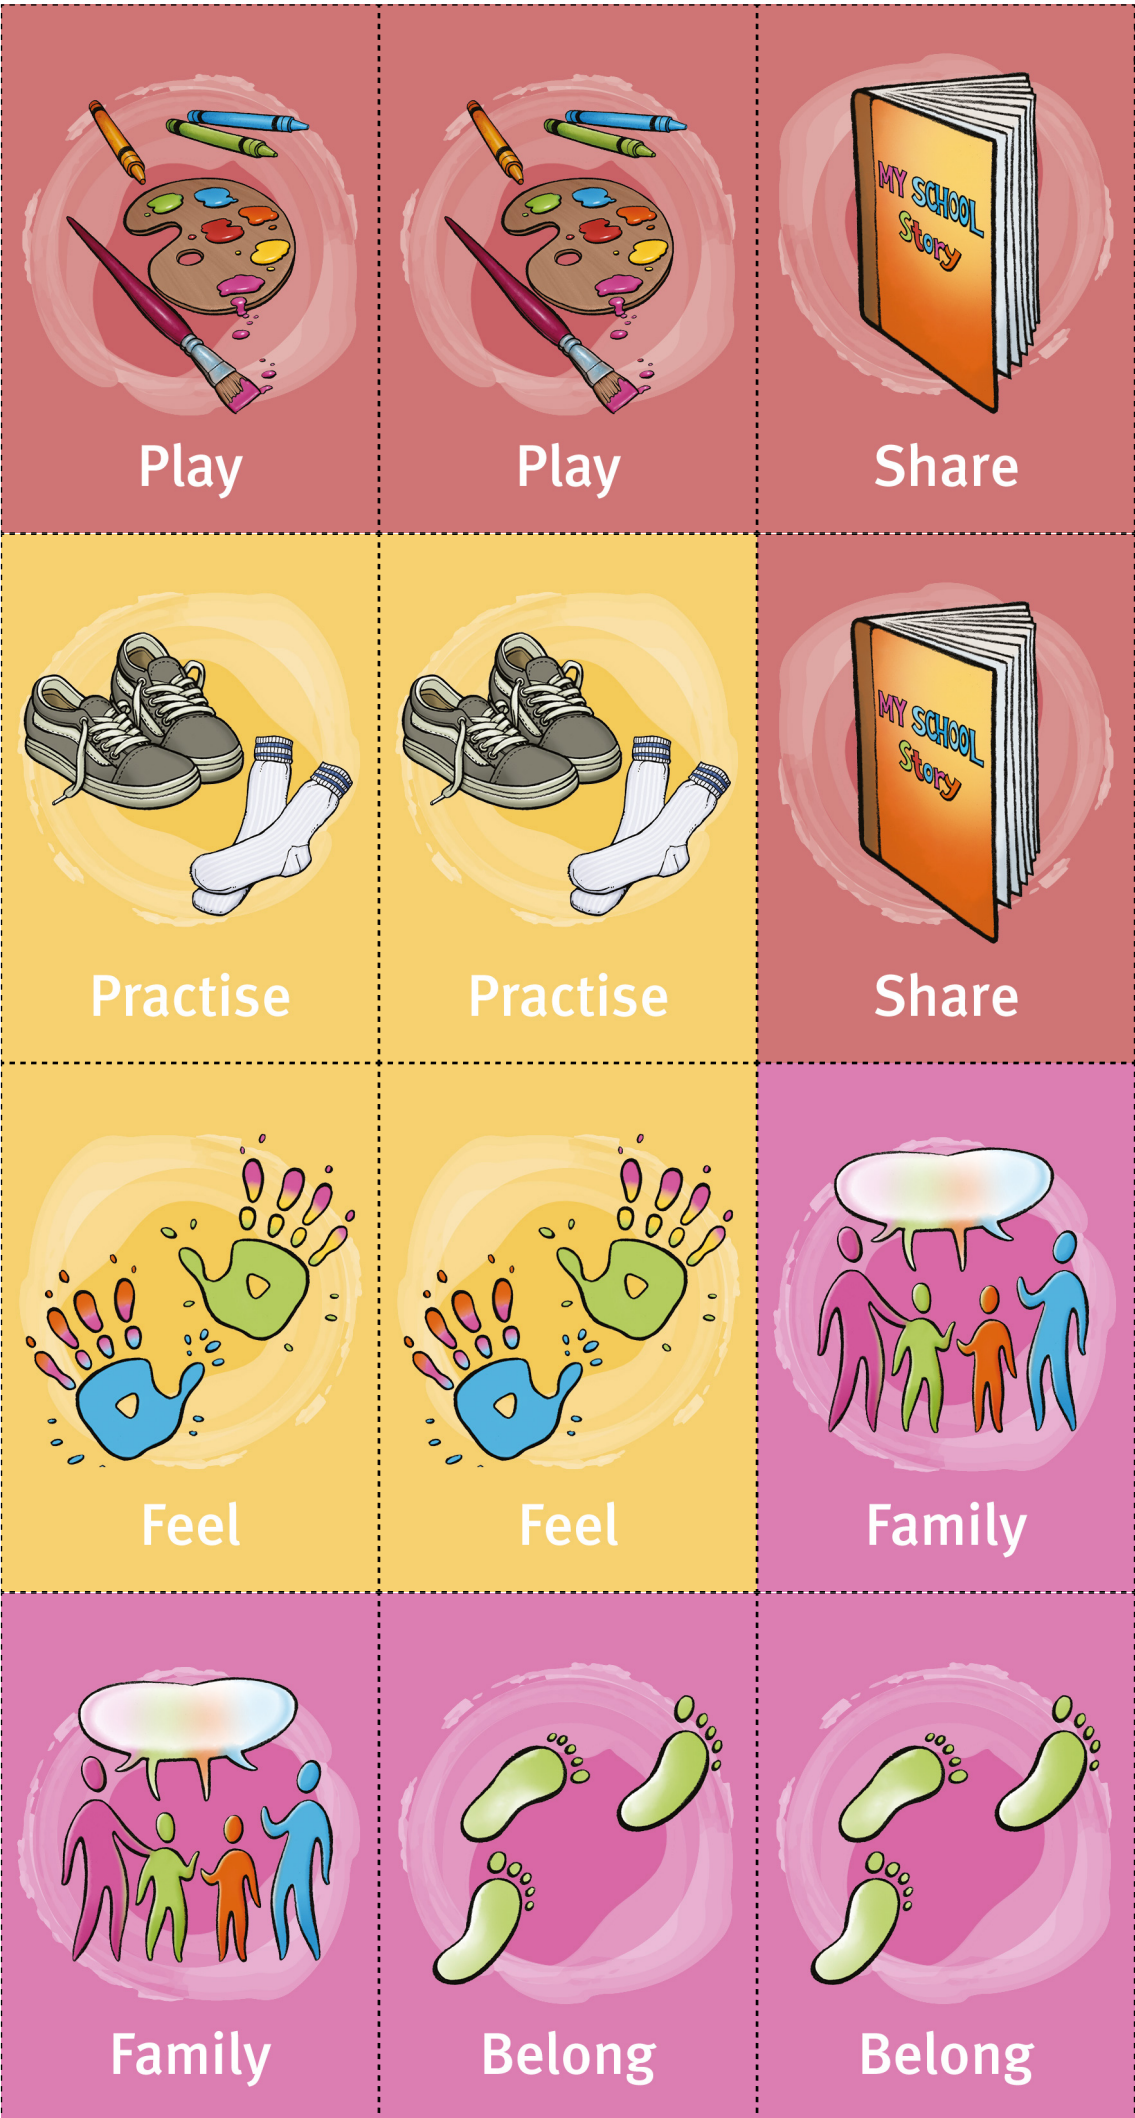 Play
Play
MY SCHOOL
Story
Share
Practise
Practise
MY SCHOOL
Story
Share
Feel
Feel
Family
Family
Belong
Belong